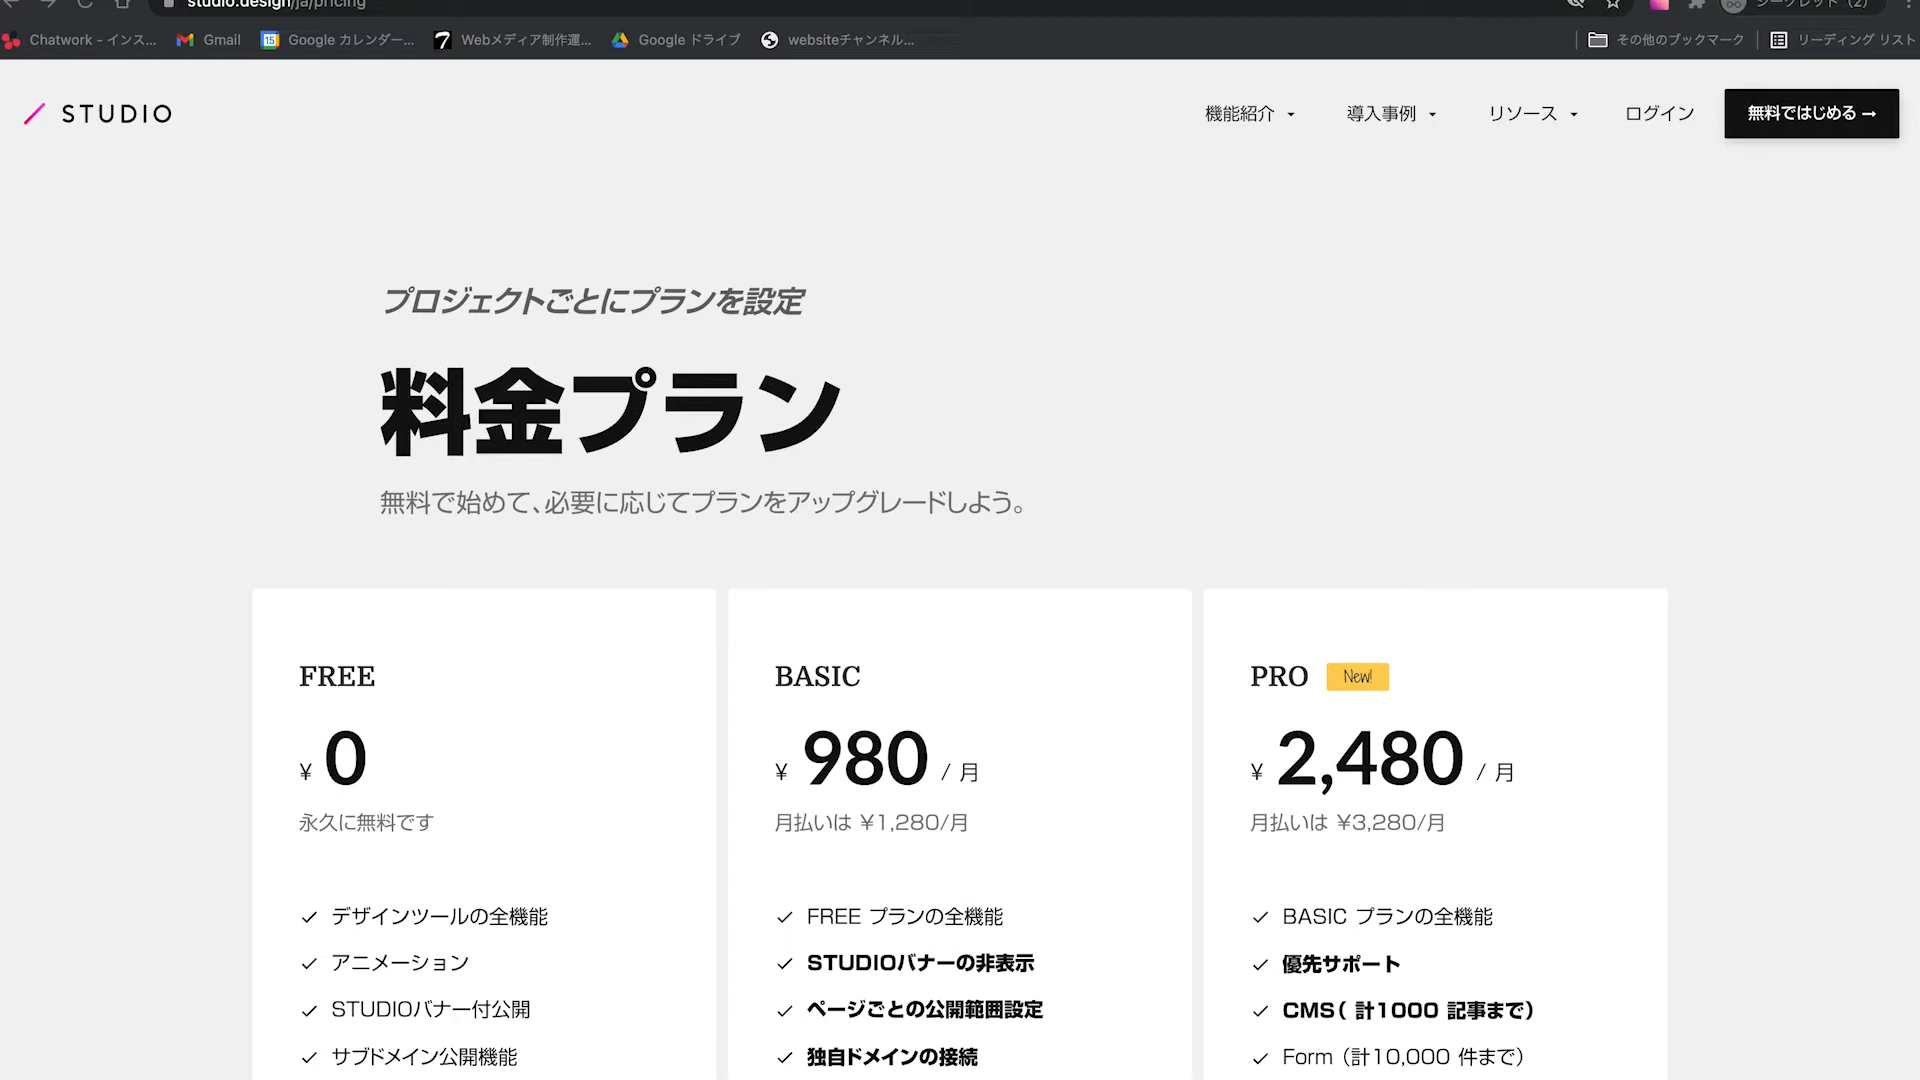 studio.design/ja/pricing
シークレット (2)
Chatwork - インス...
Gmail
15
Google カレンダー...
Webメディア制作運...
Google ドライブ
websiteチャンネル...
その他のブックマーク
リーディング リスト
STUDIO
機能紹介
導入事例
リソース
ログイン
無料ではじめる →
プロジェクトごとにプランを設定
料金プラン
無料で始めて、必要に応じてプランをアップグレードしよう。
FREE
¥ 0
永久に無料です
✓ デザインツールの全機能
✓ アニメーション
✓ STUDIOバナー付公開
✓ サブドメイン公開機能
BASIC
¥ 980 / 月
月払いは ¥1,280/月
✓ FREE プランの全機能
✓ STUDIOバナーの非表示
✓ ページごとの公開範囲設定
✓ 独自ドメインの接続
PRO New!
¥ 2,480 / 月
月払いは ¥3,280/月
✓ BASIC プランの全機能
✓ 優先サポート
✓ CMS( 計1000 記事まで)
✓ Form (計10,000 件まで)